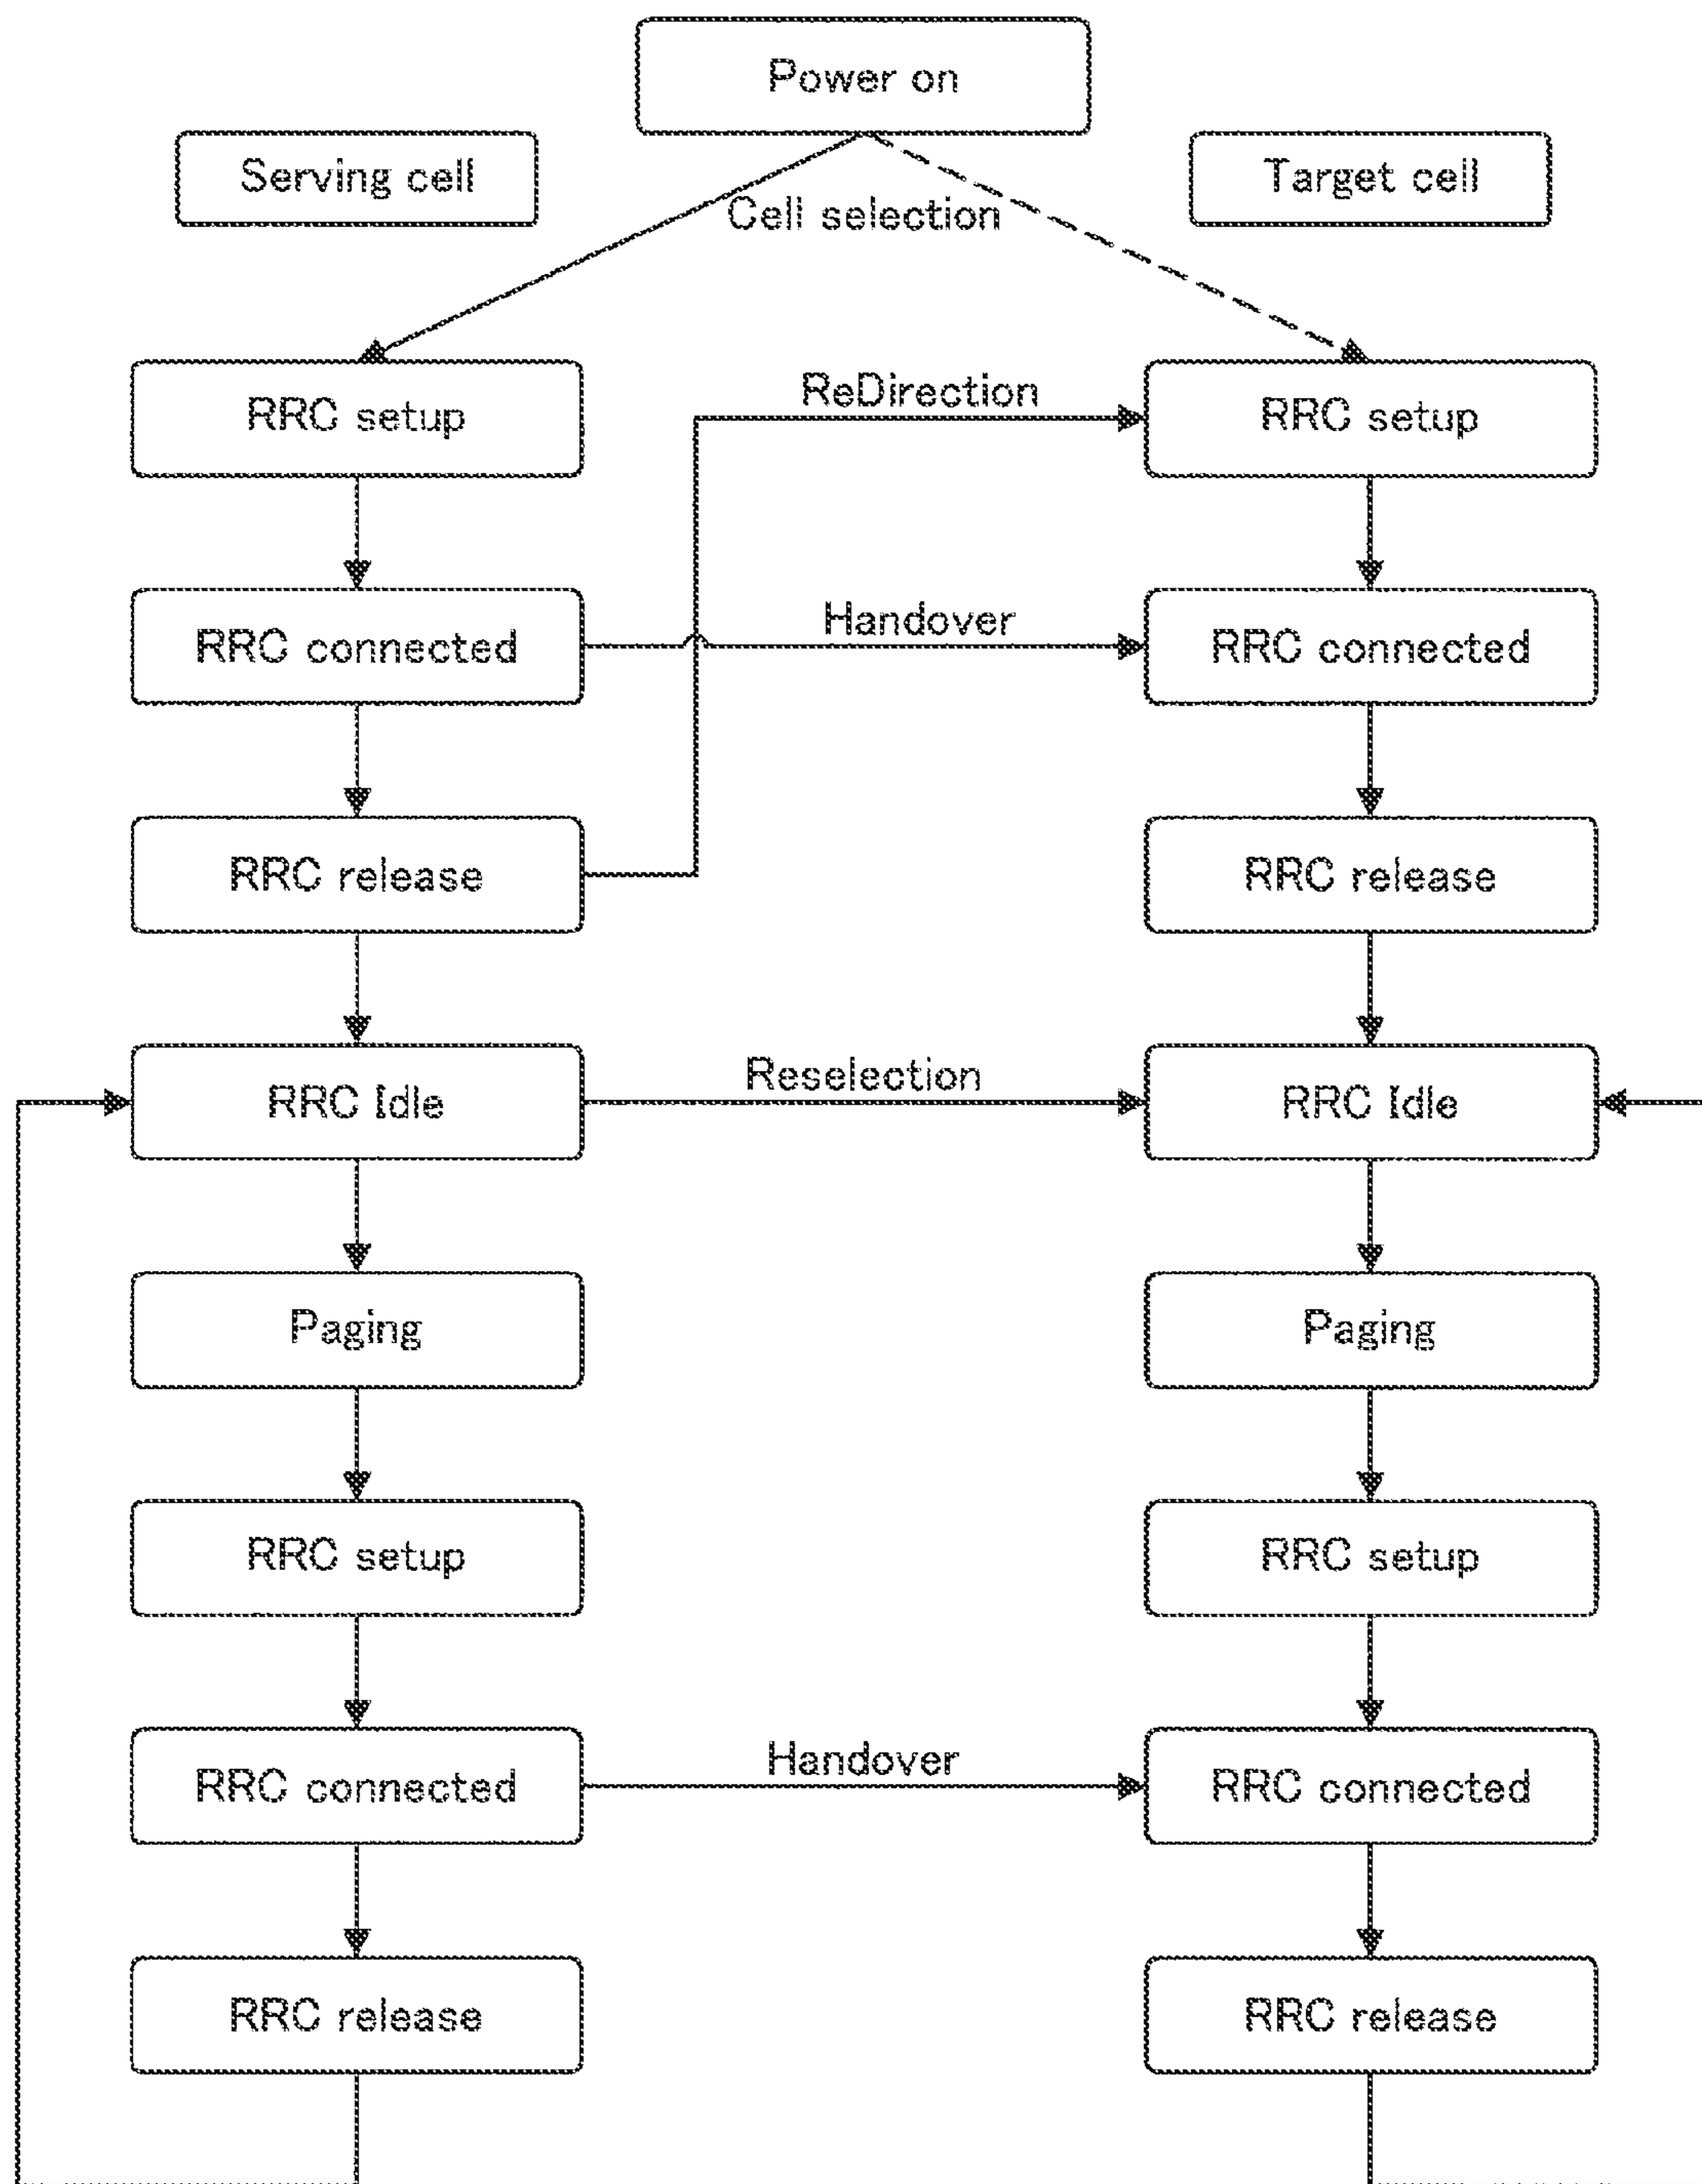 Power on
Serving cell
Target cell
Cell selection
RRC setup
ReDirection
RRC setup
RRC connected
Handover
RRC connected
RRC release
RRC release
RRC Idle
Reselection
RRC Idle
Paging
Paging
RRC setup
RRC setup
RRC connected
Handover
RRC connected
RRC release
RRC release